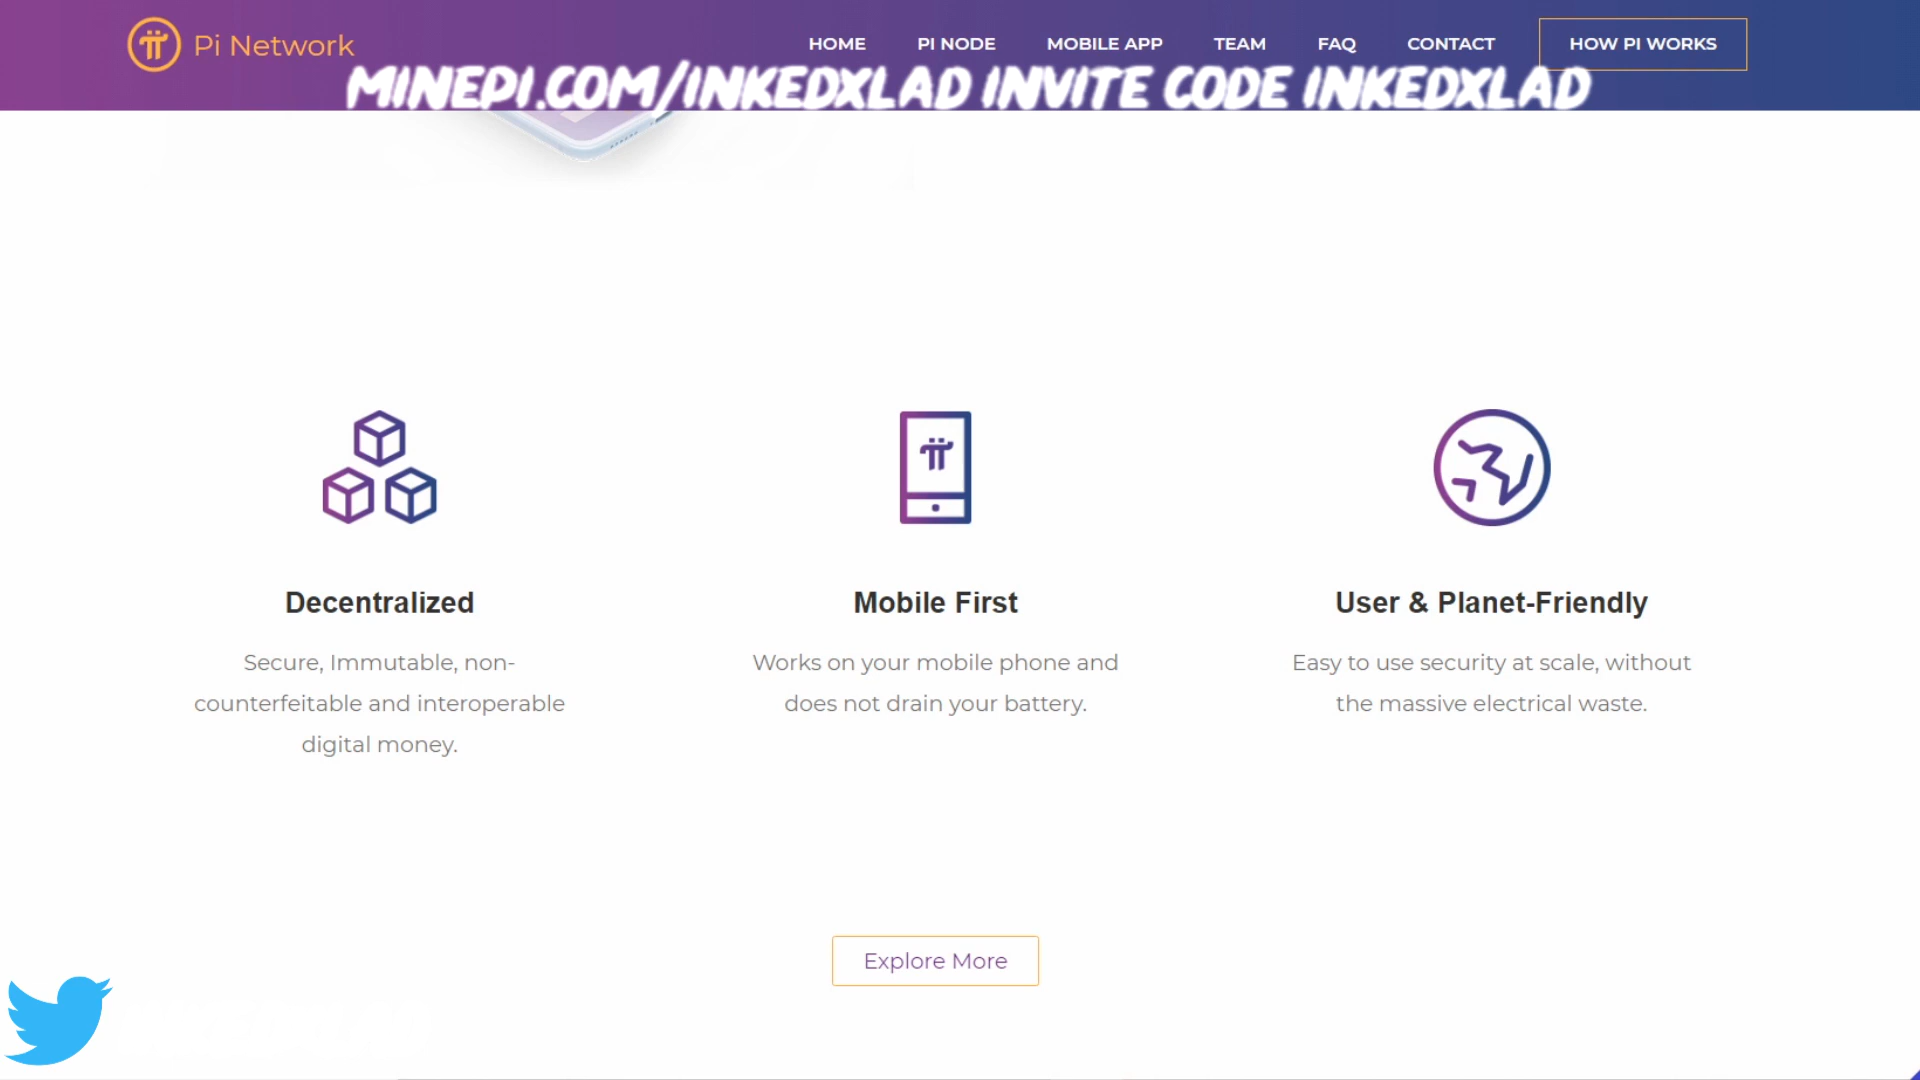 Pi Network
HOME PI NODE MOBILE APP TEAM FAQ CONTACT HOW PI WORKS
MINEPI.COM/INKEDXLAD INVITE CODE INKEDXLAD
Decentralized
Secure, Immutable, non-
counterfeitable and interoperable
digital money.
Mobile First
Works on your mobile phone and
does not drain your battery.
User & Planet-Friendly
Easy to use security at scale, without
the massive electrical waste.
Explore More